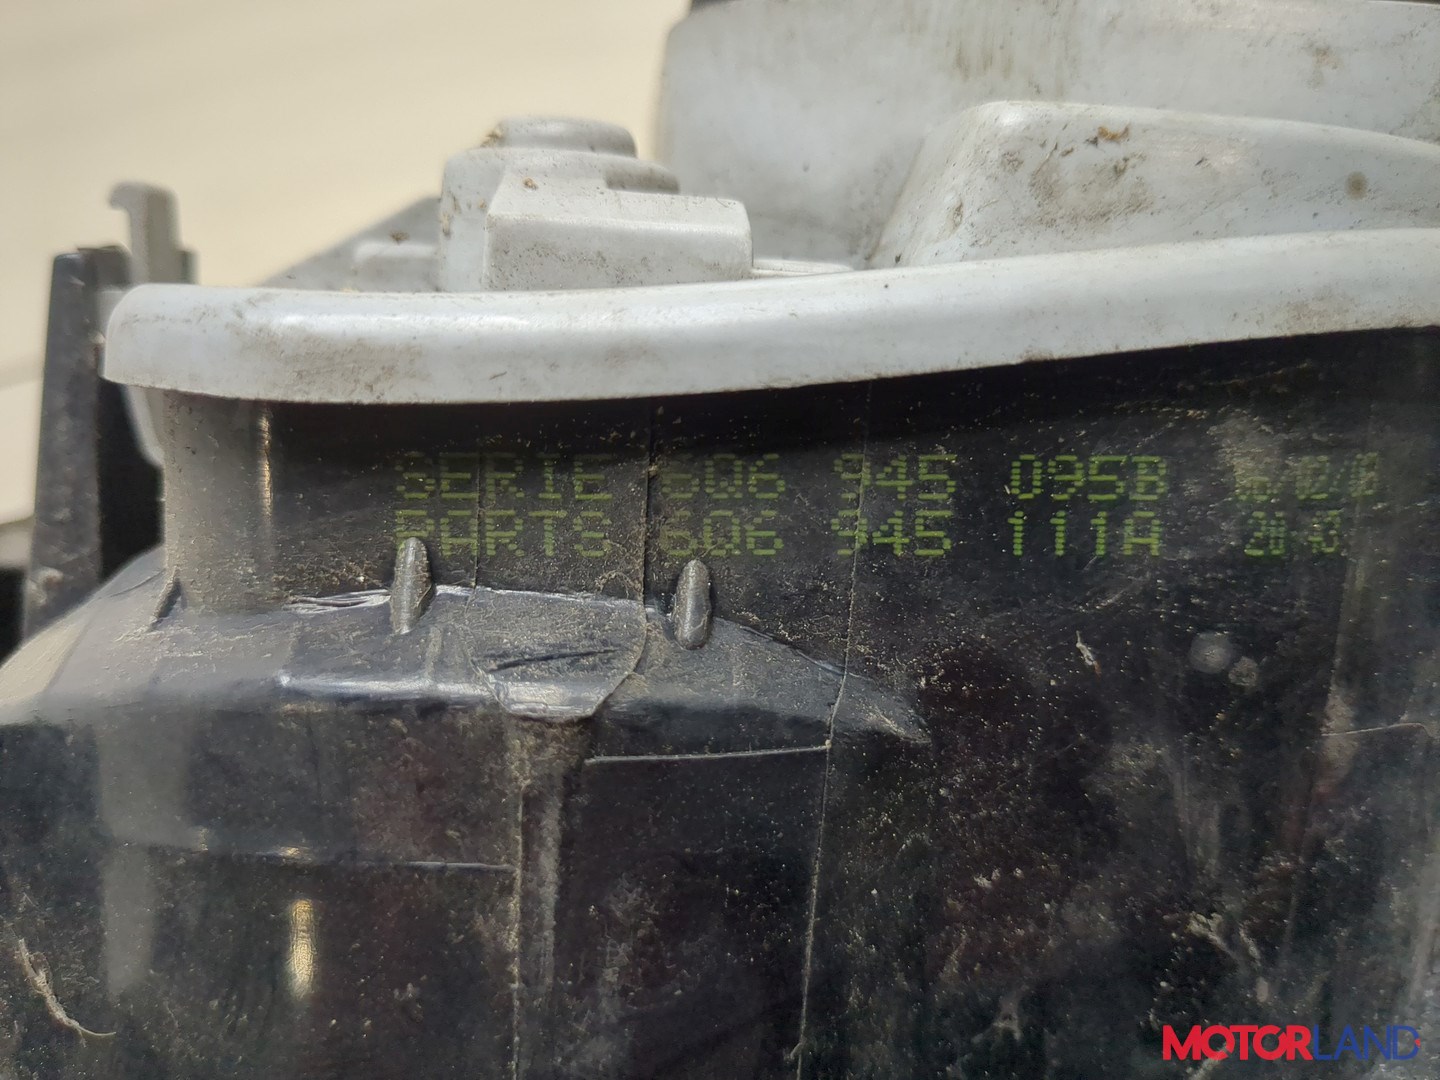 SERIE 6Q6 945 095B
PARTS 6Q6 945 111A
MOTORLAND